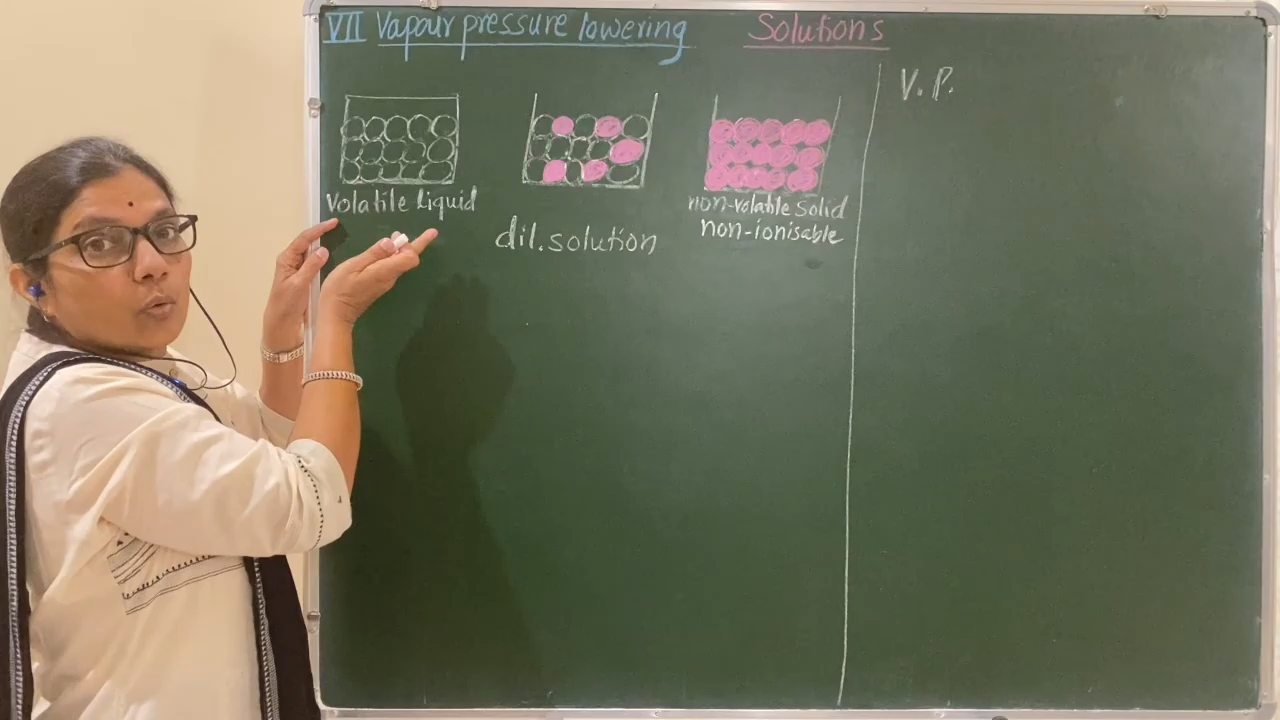 VII Vapour pressure lowering Solutions
V. P.
volatile liquid
dil. solution
non-volatile solid
non-ionisable